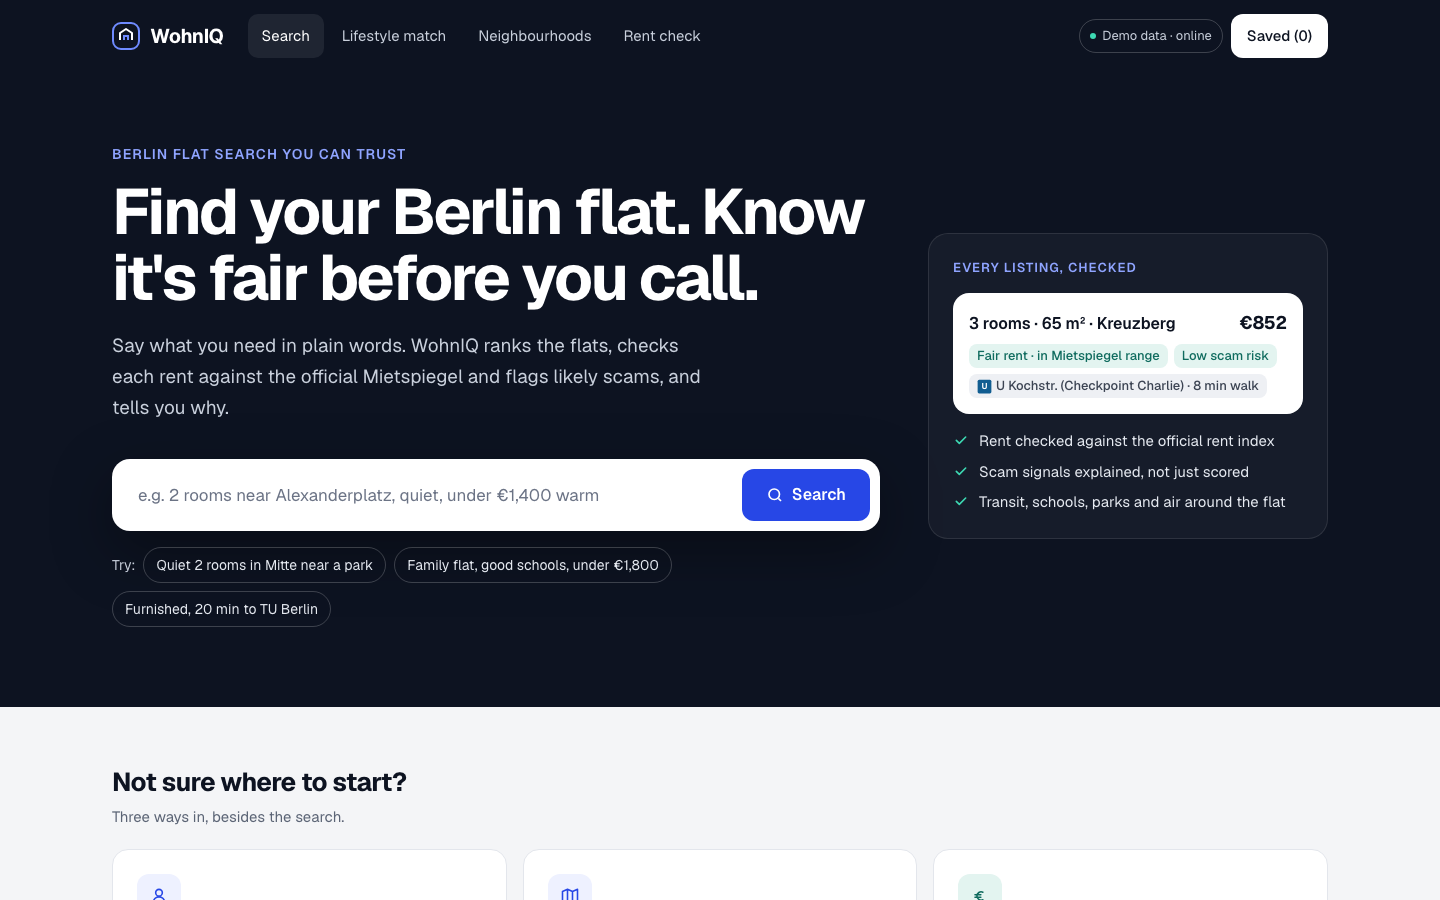 WohnIQ
Search
Lifestyle match
Neighbourhoods
Rent check
Demo data · online
Saved (0)
BERLIN FLAT SEARCH YOU CAN TRUST
Find your Berlin flat. Know
it's fair before you call.
Say what you need in plain words. WohnIQ ranks the flats, checks
each rent against the official Mietspiegel and flags likely scams, and
tells you why.
e.g. 2 rooms near Alexanderplatz, quiet, under €1,400 warm
Search
Try:
Quiet 2 rooms in Mitte near a park
Family flat, good schools, under €1,800
Furnished, 20 min to TU Berlin
EVERY LISTING, CHECKED
3 rooms · 65 m² · Kreuzberg
€852
Fair rent · in Mietspiegel range
Low scam risk
U
U Kochstr. (Checkpoint Charlie) · 8 min walk
Rent checked against the official rent index
Scam signals explained, not just scored
Transit, schools, parks and air around the flat
Not sure where to start?
Three ways in, besides the search.
€